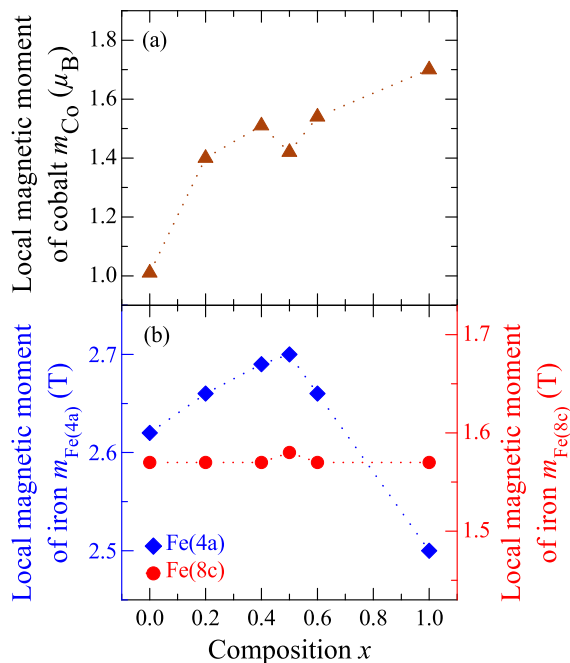 (a)
Local magnetic moment
of cobalt m_Co (μ_B)
1.8
1.6
1.4
1.2
1.0
(b)
Local magnetic moment
of iron m_Fe(4a) (T)
2.7
2.6
2.5
1.7
1.6
1.5
Local magnetic moment
of iron m_Fe(8c) (T)
Fe(4a)
Fe(8c)
0.0 0.2 0.4 0.6 0.8 1.0
Composition x